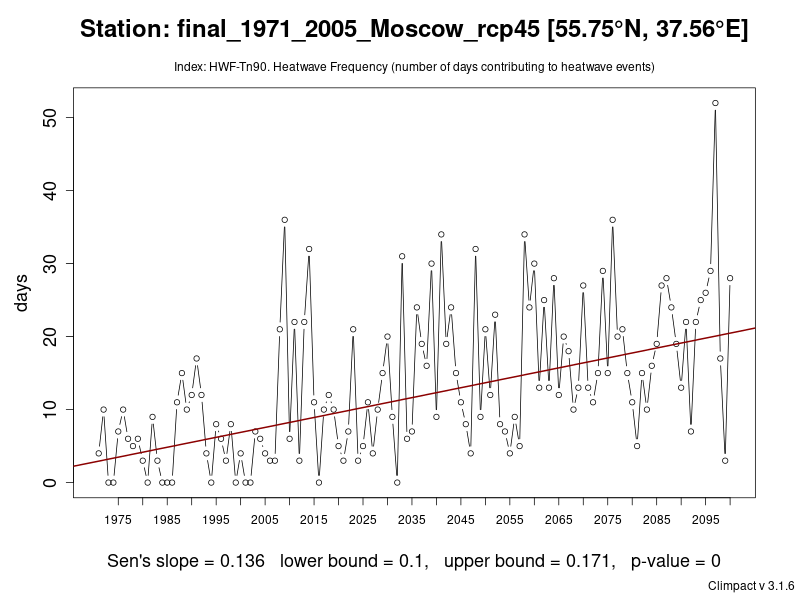 Station: final_1971_2005_Moscow_rcp45 [55.75°N, 37.56°E]
Index: HWF-Tn90. Heatwave Frequency (number of days contributing to heatwave events)
days
50
40
30
20
10
0
1975 1985 1995 2005 2015 2025 2035 2045 2055 2065 2075 2085 2095
Sen's slope = 0.136 lower bound = 0.1, upper bound = 0.171, p-value = 0
Climpact v 3.1.6